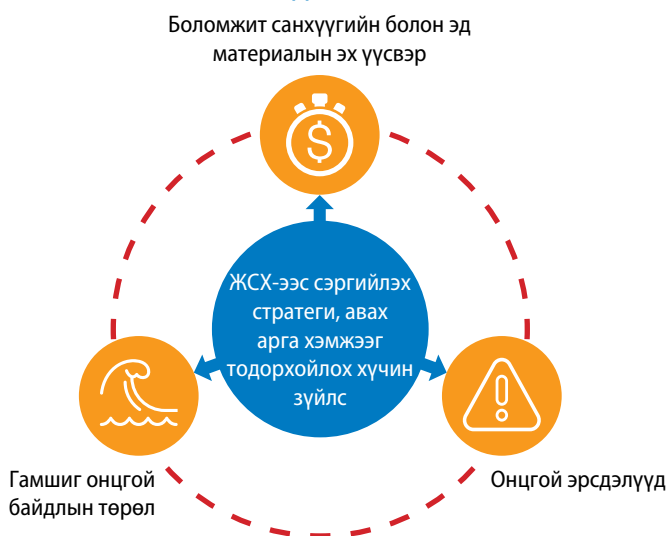 Боломжит санхүүгийн болон эд
материалын эх үүсвэр
$
ЖСХ-ээс сэргийлэх
стратеги, авах
арга хэмжээг
тодорхойлох хүчин
зүйлс
Гамшиг онцгой
байдлын төрөл
Онцгой эрсдэлүүд